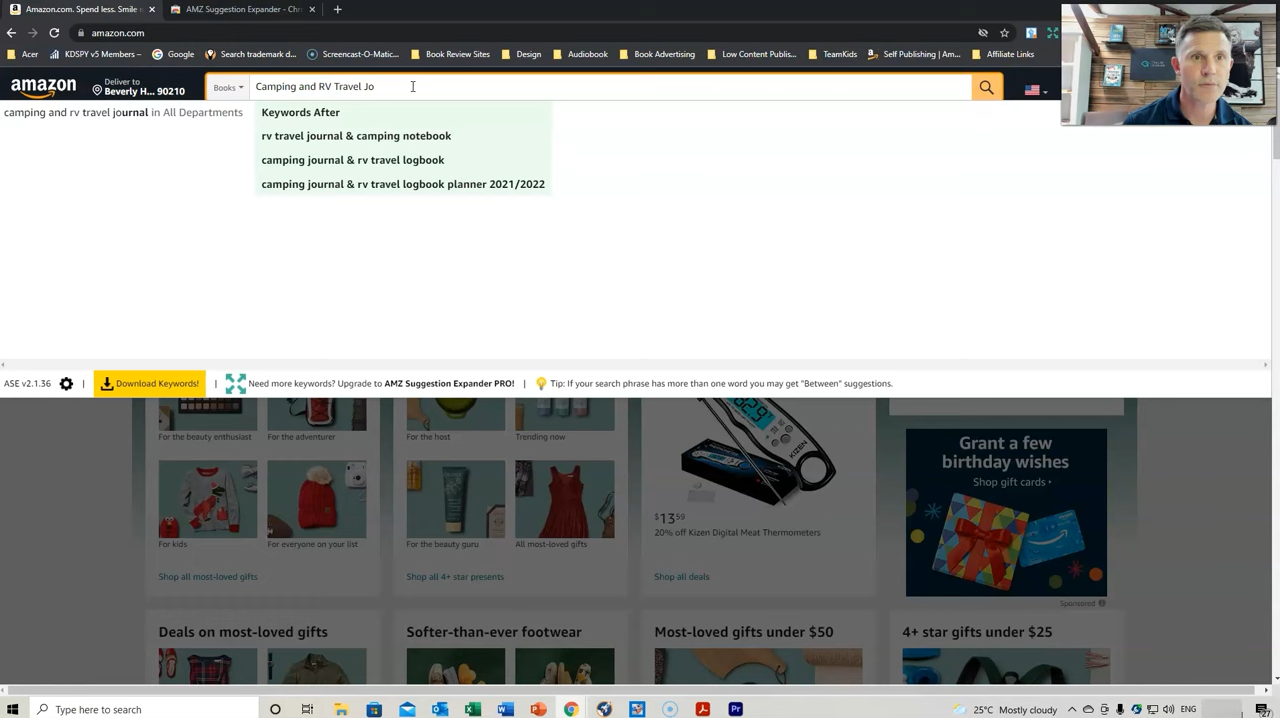 Amazon.com. Spend less. Smile m
AMZ Suggestion Expander - Chr
amazon.com
Acer
KDSPY v5 Members –
Google
Search trademark d...
Screencast-O-Matic...
Book Review Sites
Design
Audiobook
Book Advertising
Low Content Publis...
TeamKids
Self Publishing | Am...
Affiliate Links
amazon
Deliver to
Beverly H... 90210
Books
Camping and RV Travel Jo
camping and rv travel journal in All Departments
Keywords After
rv travel journal & camping notebook
camping journal & rv travel logbook
camping journal & rv travel logbook planner 2021/2022
ASE v2.1.36
Download Keywords!
Need more keywords? Upgrade to AMZ Suggestion Expander PRO!
Tip: If your search phrase has more than one word you may get "Between" suggestions.
For the beauty enthusiast
For the adventurer
For the host
Trending now
Grant a few
birthday wishes
Shop gift cards
$13 59
20% off Kizen Digital Meat Thermometers
For kids
For everyone on your list
For the beauty guru
All most-loved gifts
Shop all most-loved gifts
Shop all 4+ star presents
Shop all deals
Sponsored
Deals on most-loved gifts
Softer-than-ever footwear
Most-loved gifts under $50
4+ star gifts under $25
Type here to search
25°C Mostly cloudy
ENG